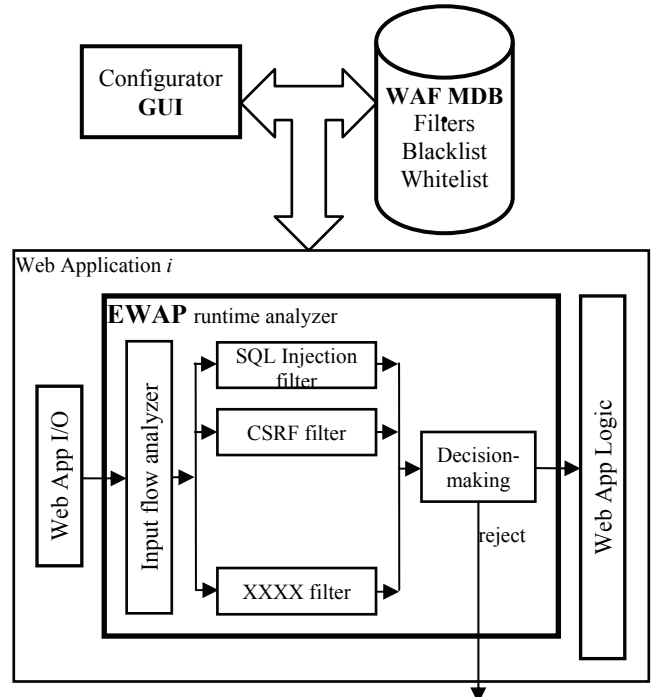 Configurator
GUI
WAF MDB
Filters
Blacklist
Whitelist
Web Application i
EWAP runtime analyzer
Web App I/O
Input flow analyzer
SQL Injection
filter
CSRF filter
XXXX filter
Decision-
making
reject
Web App Logic